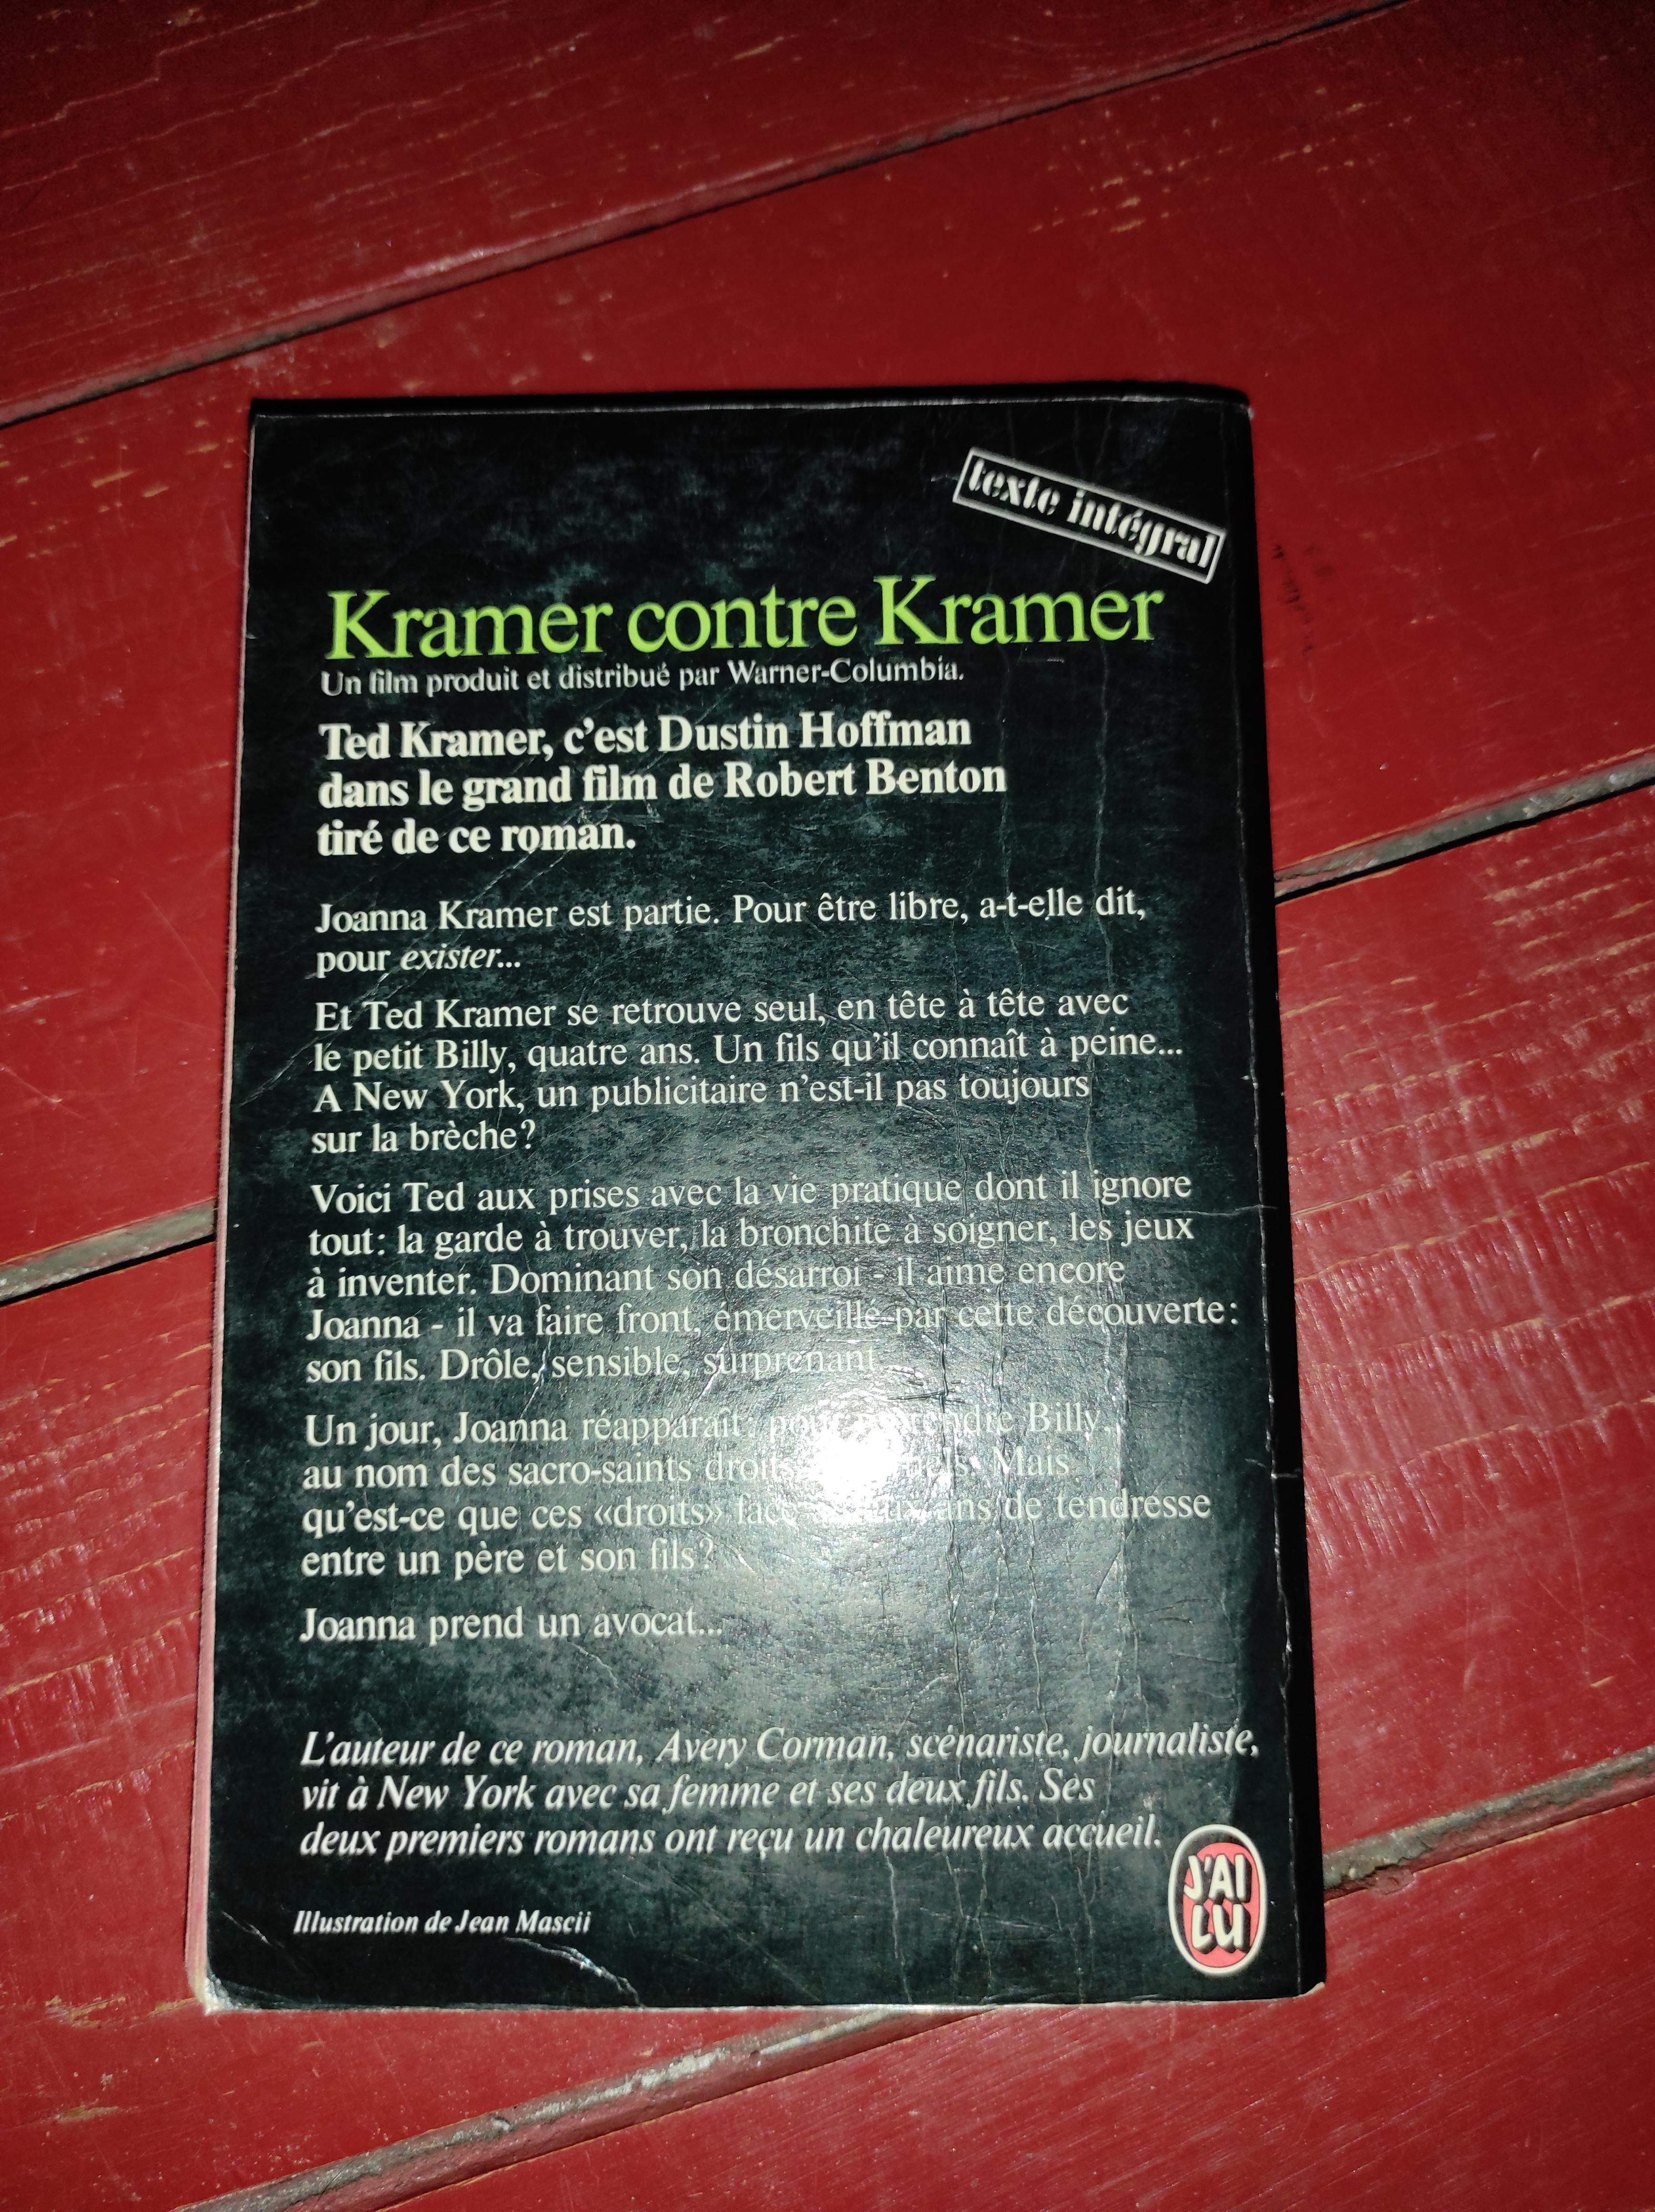 texte intégral
Kramer contre Kramer
Un film produit et distribué par Warner-Columbia.
Ted Kramer, c'est Dustin Hoffman
dans le grand film de Robert Benton
tiré de ce roman.
Joanna Kramer est partie. Pour être libre, a-t-elle dit,
pour exister...
Et Ted Kramer se retrouve seul, en tête à tête avec
le petit Billy, quatre ans. Un fils qu'il connaît à peine...
A New York, un publicitaire n'est-il pas toujours
sur la brèche?
Voici Ted aux prises avec la vie pratique dont il ignore
tout: la garde à trouver, la bronchite à soigner, les jeux
à inventer. Dominant son désarroi - il aime encore
Joanna - il va faire front, émerveillé par cette découverte:
son fils. Drôle, sensible, surprenant
Un jour, Joanna réapparaît: Billy,
au nom des sacro-saints droits Mais
qu'est-ce que ces «droits» ans de tendresse
entre un père et son fils?
Joanna prend un avocat...
L'auteur de ce roman, Avery Corman, scénariste, journaliste,
vit à New York avec sa femme et ses deux fils. Ses
deux premiers romans ont reçu un chaleureux accueil.
J'AI
LU
Illustration de Jean Mascii